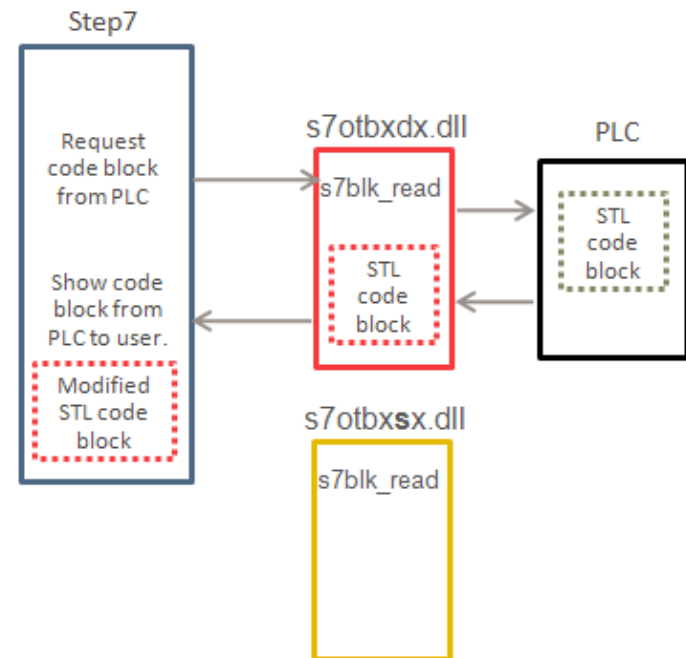 Step7
Request
code block
from PLC
Show code
block from
PLC to user.
Modified
STL code
block
s7otbxdx.dll
s7blk_read
STL
code
block
PLC
STL
code
block
s7otbxsx.dll
s7blk_read